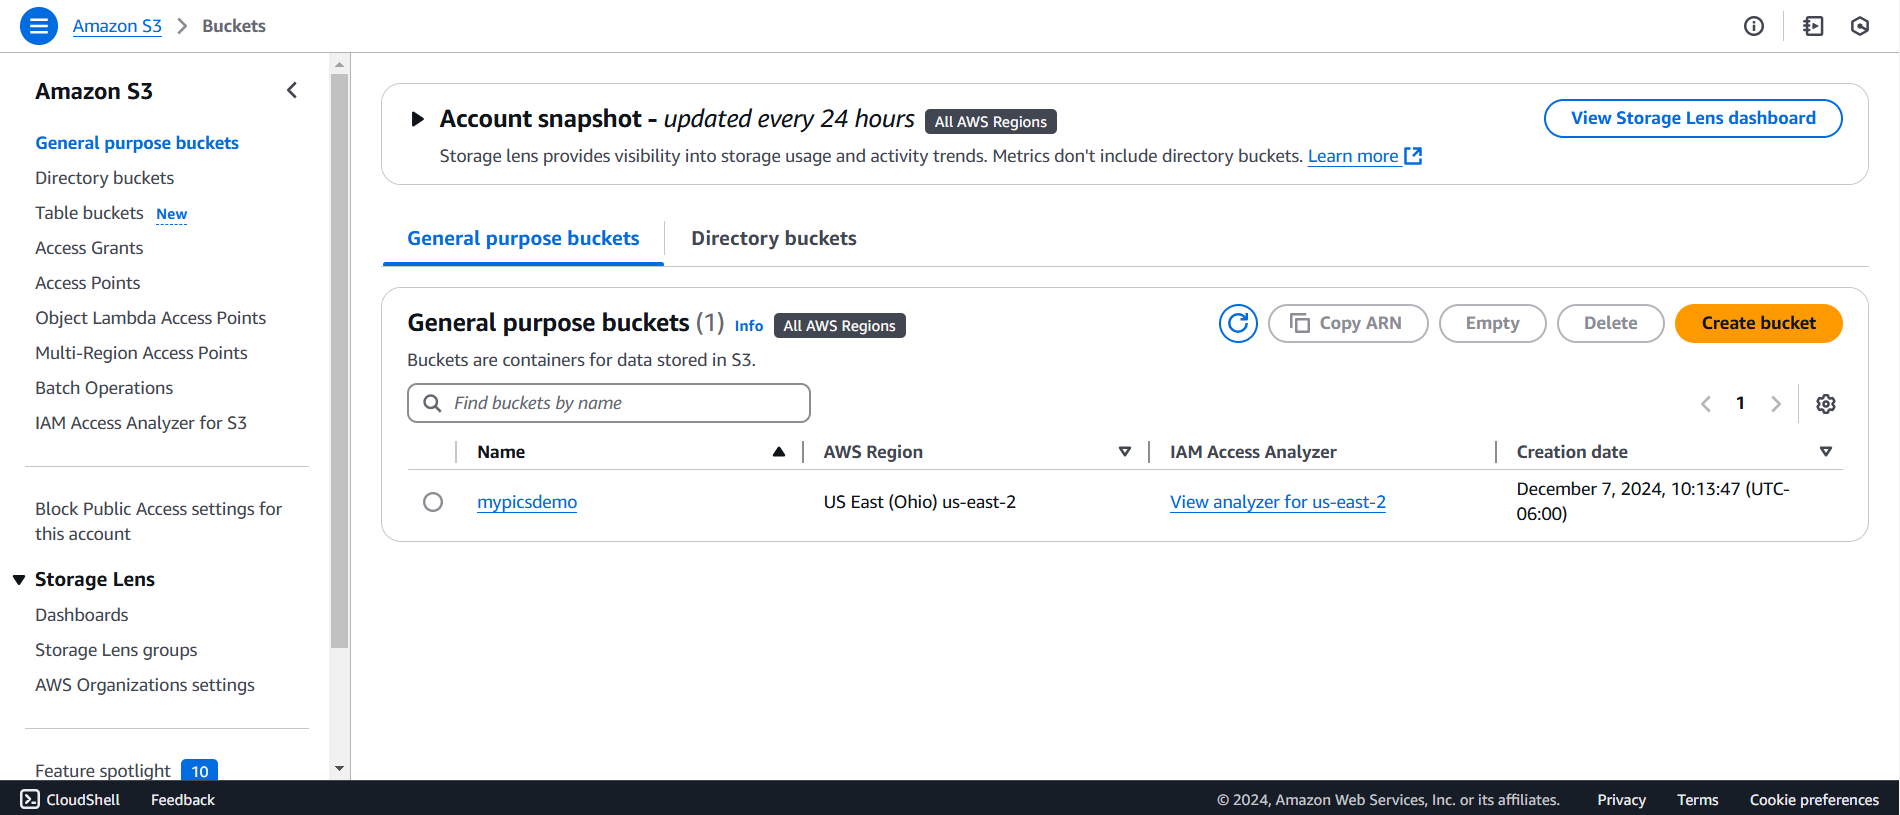 Amazon S3 > Buckets
Amazon S3
General purpose buckets
Directory buckets
Table buckets New
Access Grants
Access Points
Object Lambda Access Points
Multi-Region Access Points
Batch Operations
IAM Access Analyzer for S3
Block Public Access settings for
this account
Storage Lens
Dashboards
Storage Lens groups
AWS Organizations settings
Feature spotlight 10
Account snapshot - updated every 24 hours All AWS Regions
View Storage Lens dashboard
Storage lens provides visibility into storage usage and activity trends. Metrics don't include directory buckets. Learn more
General purpose buckets Directory buckets
General purpose buckets (1) Info All AWS Regions
Copy ARN Empty Delete Create bucket
Buckets are containers for data stored in S3.
Find buckets by name
1
Name AWS Region IAM Access Analyzer Creation date
mypicsdemo US East (Ohio) us-east-2 View analyzer for us-east-2 December 7, 2024, 10:13:47 (UTC-
06:00)
CloudShell Feedback © 2024, Amazon Web Services, Inc. or its affiliates. Privacy Terms Cookie preferences